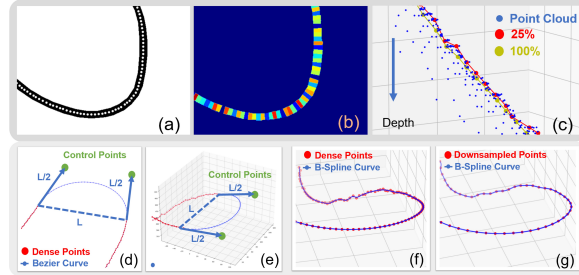 (a)
(b)
Point Cloud
25%
100%
Depth
(c)
Control Points
L/2
L/2
L
Dense Points
Bezier Curve
(d)
Control Points
L/2
L
L/2
(e)
Dense Points
B-Spline Curve
(f)
Downsampled Points
B-Spline Curve
(g)